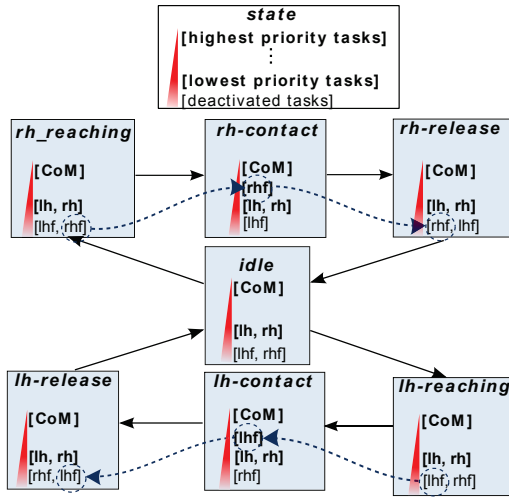 state
[highest priority tasks]
⋮
[lowest priority tasks]
[deactivated tasks]
rh_reaching
[CoM]
[lh, rh]
[lhf, rhf]
rh-contact
[CoM]
[rhf]
[lh, rh]
[lhf]
rh-release
[CoM]
[lh, rh]
[rhf, lhf]
idle
[CoM]
[lh, rh]
[lhf, rhf]
lh-release
[CoM]
[lh, rh]
[rhf, lhf]
lh-contact
[CoM]
[lhf]
[lh, rh]
[rhf]
lh-reaching
[CoM]
[lh, rh]
[lhf, rhf]